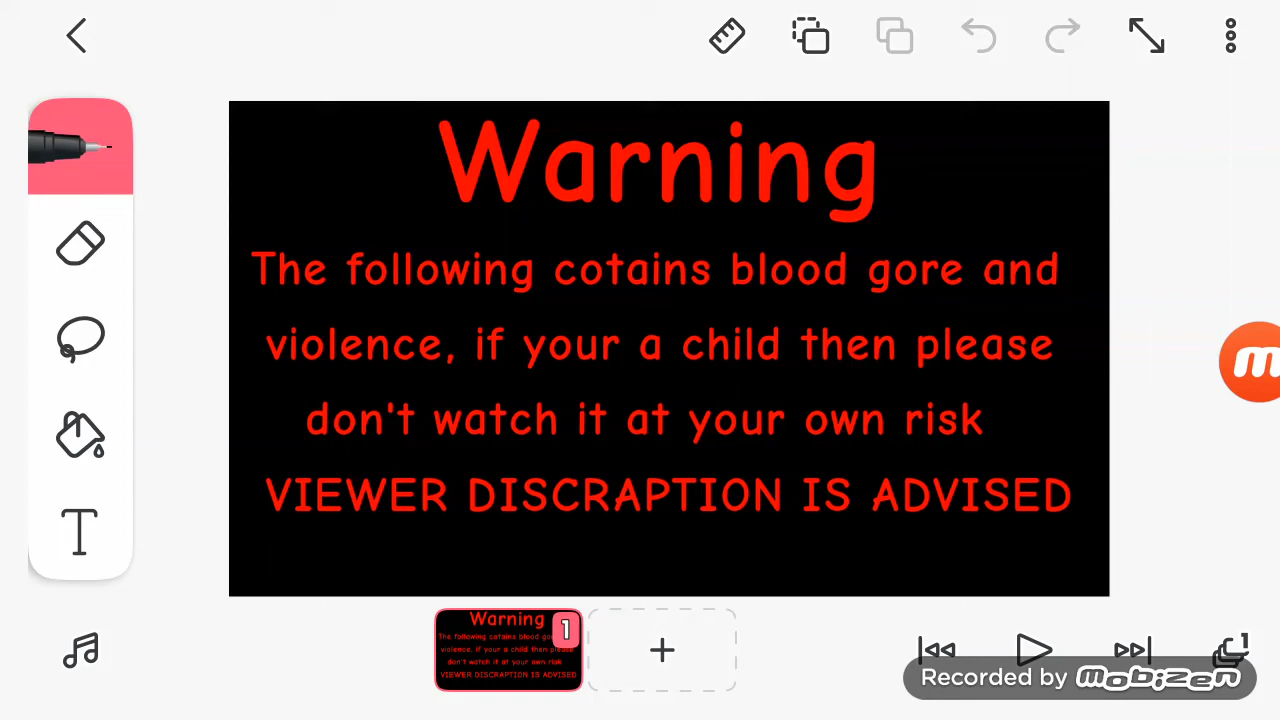 Warning
The following cotains blood gore and
violence, if your a child then please
don't watch it at your own risk
VIEWER DISCRAPTION IS ADVISED
T
Warning
1
The following cotains blood gore and
violence, if your a child then please
don't watch it at your own risk
VIEWER DISCRAPTION IS ADVISED
1
Recorded by mobizen